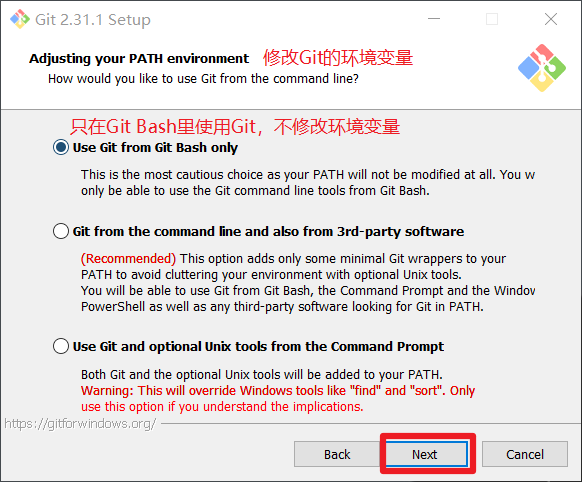 Git 2.31.1 Setup
Adjusting your PATH environment 修改Git的环境变量
How would you like to use Git from the command line?
只在Git Bash里使用Git，不修改环境变量
Use Git from Git Bash only
This is the most cautious choice as your PATH will not be modified at all. You w
only be able to use the Git command line tools from Git Bash.
Git from the command line and also from 3rd-party software
(Recommended) This option adds only some minimal Git wrappers to your
PATH to avoid cluttering your environment with optional Unix tools.
You will be able to use Git from Git Bash, the Command Prompt and the Window
PowerShell as well as any third-party software looking for Git in PATH.
Use Git and optional Unix tools from the Command Prompt
Both Git and the optional Unix tools will be added to your PATH.
Warning: This will override Windows tools like "find" and "sort". Only
use this option if you understand the implications.
https://gitforwindows.org/
Back Next Cancel